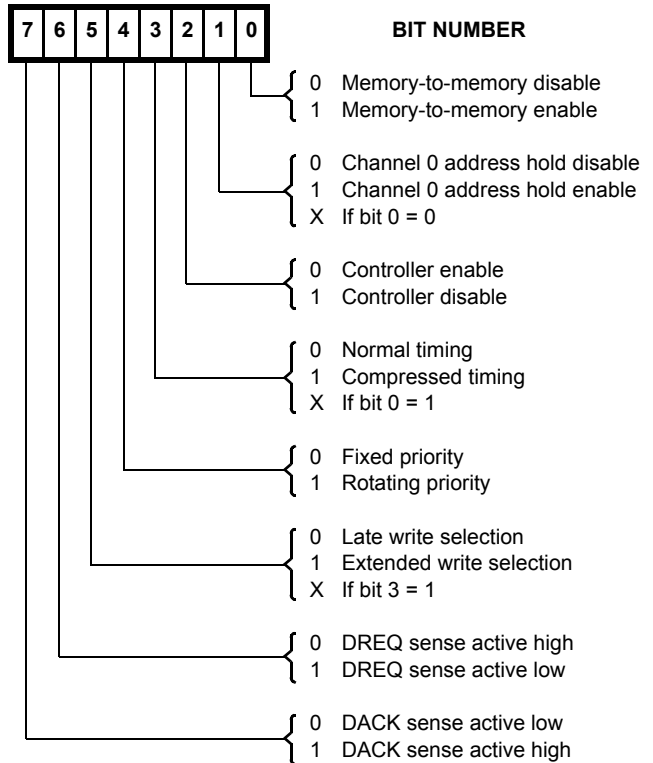 7 6 5 4 3 2 1 0 BIT NUMBER
0 Memory-to-memory disable
1 Memory-to-memory enable
0 Channel 0 address hold disable
1 Channel 0 address hold enable
X If bit 0 = 0
0 Controller enable
1 Controller disable
0 Normal timing
1 Compressed timing
X If bit 0 = 1
0 Fixed priority
1 Rotating priority
0 Late write selection
1 Extended write selection
X If bit 3 = 1
0 DREQ sense active high
1 DREQ sense active low
0 DACK sense active low
1 DACK sense active high